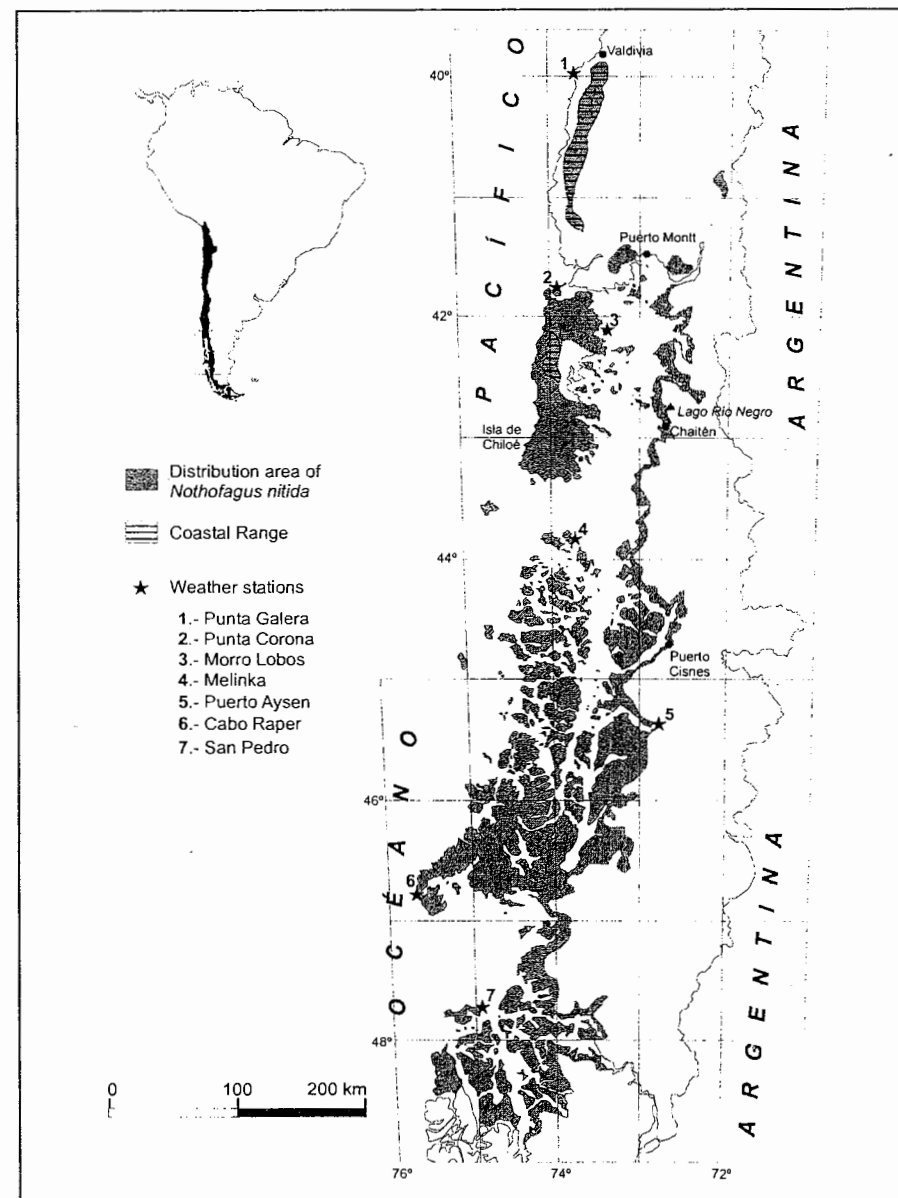 OCÉANO PACÍFICO
ARGENTINA
ARGENTINA
Valdivia
1
40°
Puerto Montt
2
42°
3
Lago Río Negro
Chaitén
Isla de
Chiloé
4
44°
Puerto
Cisnes
5
46°
6
7
48°
76°
74°
72°
Distribution area of
Nothofagus nitida
Coastal Range
Weather stations
1.- Punta Galera
2.- Punta Corona
3.- Morro Lobos
4.- Melinka
5.- Puerto Aysen
6.- Cabo Raper
7.- San Pedro
0 100 200 km